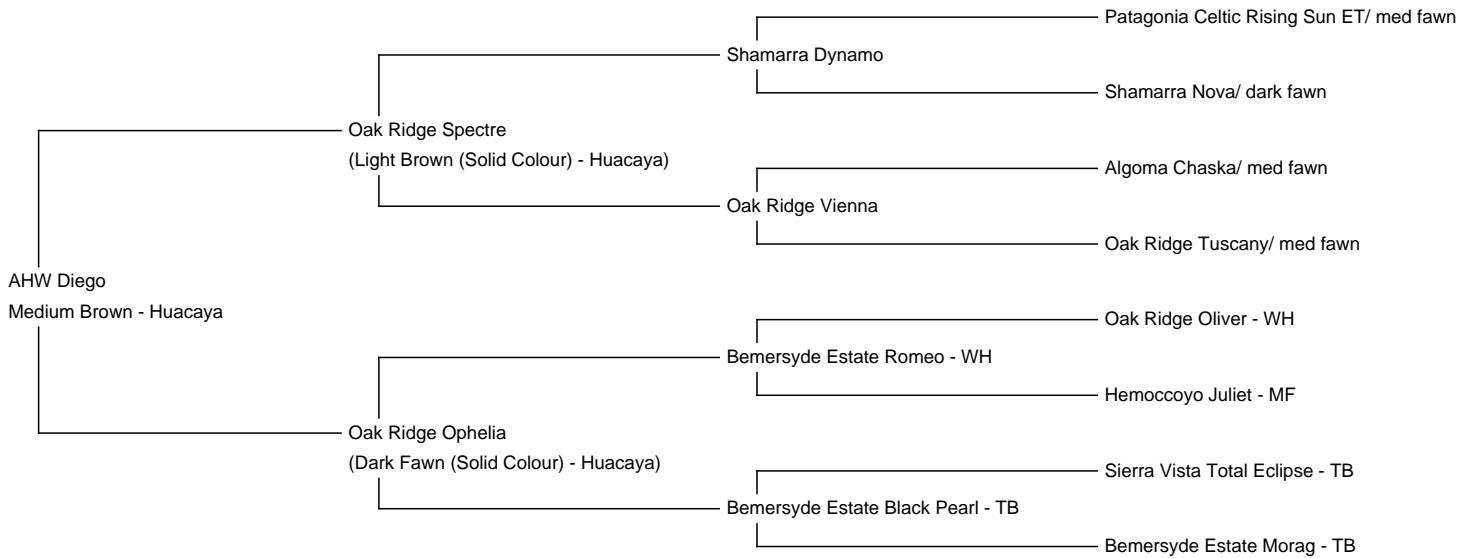 Patagonia Celtic Rising Sun ET/ med fawn
Shamarra Dynamo
Shamarra Nova/ dark fawn
Oak Ridge Spectre
(Light Brown (Solid Colour) - Huacaya)
Algoma Chaska/ med fawn
Oak Ridge Vienna
Oak Ridge Tuscany/ med fawn
AHW Diego
Medium Brown - Huacaya
Oak Ridge Oliver - WH
Bemersyde Estate Romeo - WH
Hemoccoyo Juliet - MF
Oak Ridge Ophelia
(Dark Fawn (Solid Colour) - Huacaya)
Sierra Vista Total Eclipse - TB
Bemersyde Estate Black Pearl - TB
Bemersyde Estate Morag - TB